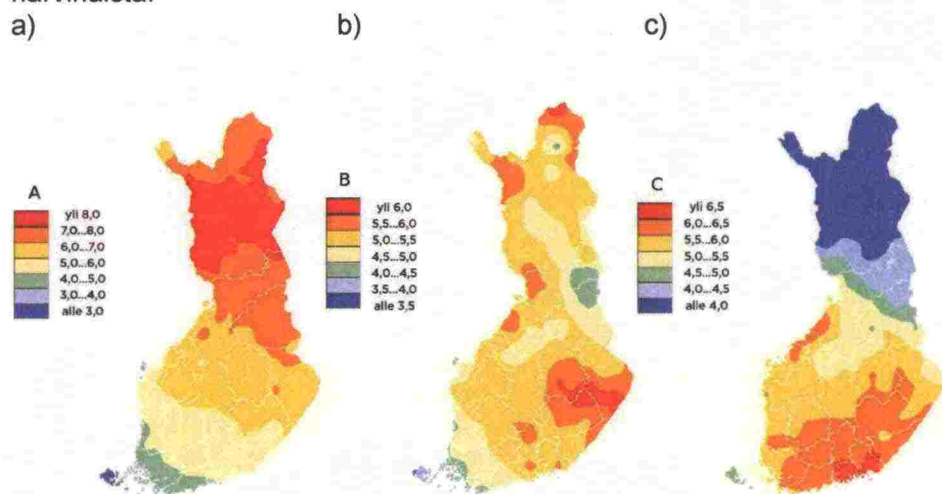 harvinaista.
a)
b)
c)
A
yli 8,0
7,0...8,0
6,0...7,0
5,0...6,0
4,0...5,0
3,0...4,0
alle 3,0
B
yli 6,0
5,5...6,0
5,0...5,5
4,5...5,0
4,0...4,5
3,5...4,0
alle 3,5
C
yli 6,5
6,0...6,5
5,5...6,0
5,0...5,5
4,5...5,0
4,0...4,5
alle 4,0